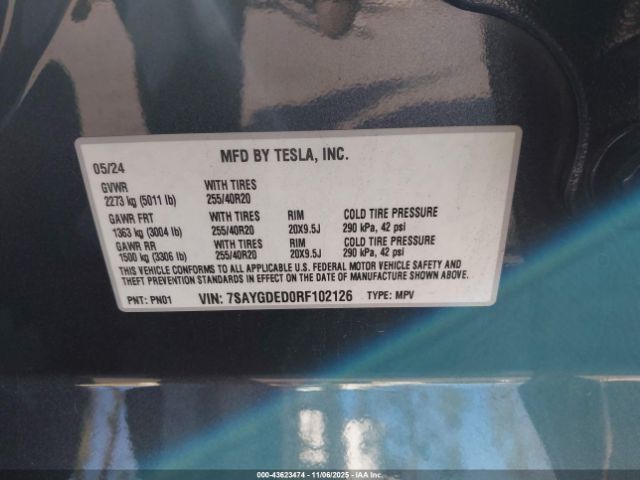 MFD BY TESLA, INC.
05/24
GVWR WITH TIRES
2273 kg (5011 lb) 255/40R20
GAWR FRT WITH TIRES RIM COLD TIRE PRESSURE
1363 kg (3004 lb) 255/40R20 20X9.5J 290 kPa, 42 psi
GAWR RR WITH TIRES RIM COLD TIRE PRESSURE
1500 kg (3306 lb) 255/40R20 20X9.5J 290 kPa, 42 psi
THIS VEHICLE CONFORMS TO ALL APPLICABLE U.S. FEDERAL MOTOR VEHICLE SAFETY AND
THEFT PREVENTION STANDARDS IN EFFECT ON THE DATE OF MANUFACTURE SHOWN ABOVE.
PNT: PN01 VIN: 7SAYGDED0RF102126 TYPE: MPV
000-43623474 | 11/06/2025 | IAA Inc.